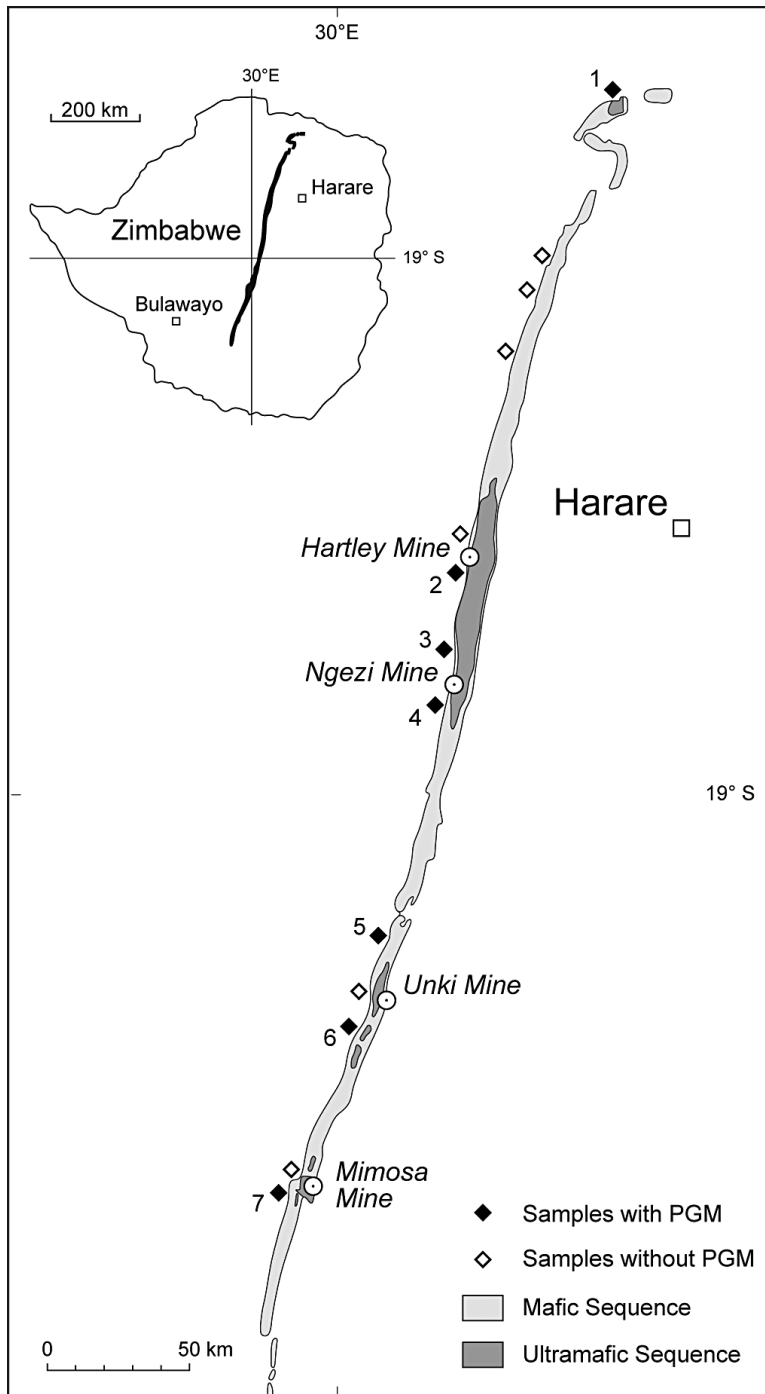 30°E
1
30°E
200 km
Harare
Zimbabwe
19° S
Bulawayo
Harare
Hartley Mine
2
3
Ngezi Mine
4
19° S
5
Unki Mine
6
Mimosa
Mine
7
Samples with PGM
Samples without PGM
Mafic Sequence
Ultramafic Sequence
0 50 km